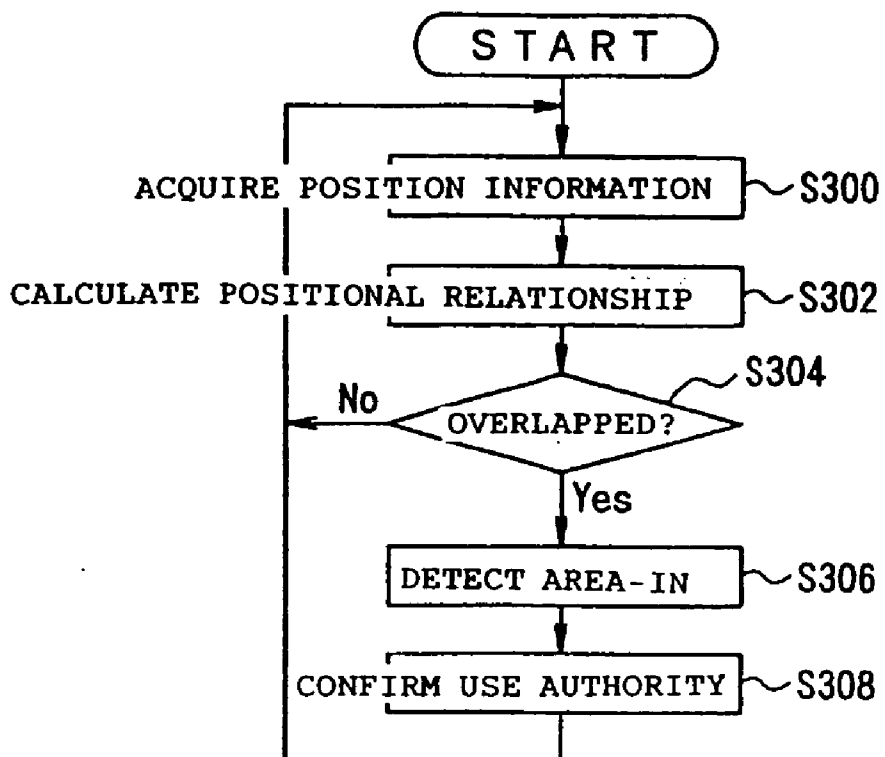 START
ACQUIRE POSITION INFORMATION S300
CALCULATE POSITIONAL RELATIONSHIP S302
S304
No
OVERLAPPED?
Yes
DETECT AREA-IN S306
CONFIRM USE AUTHORITY S308